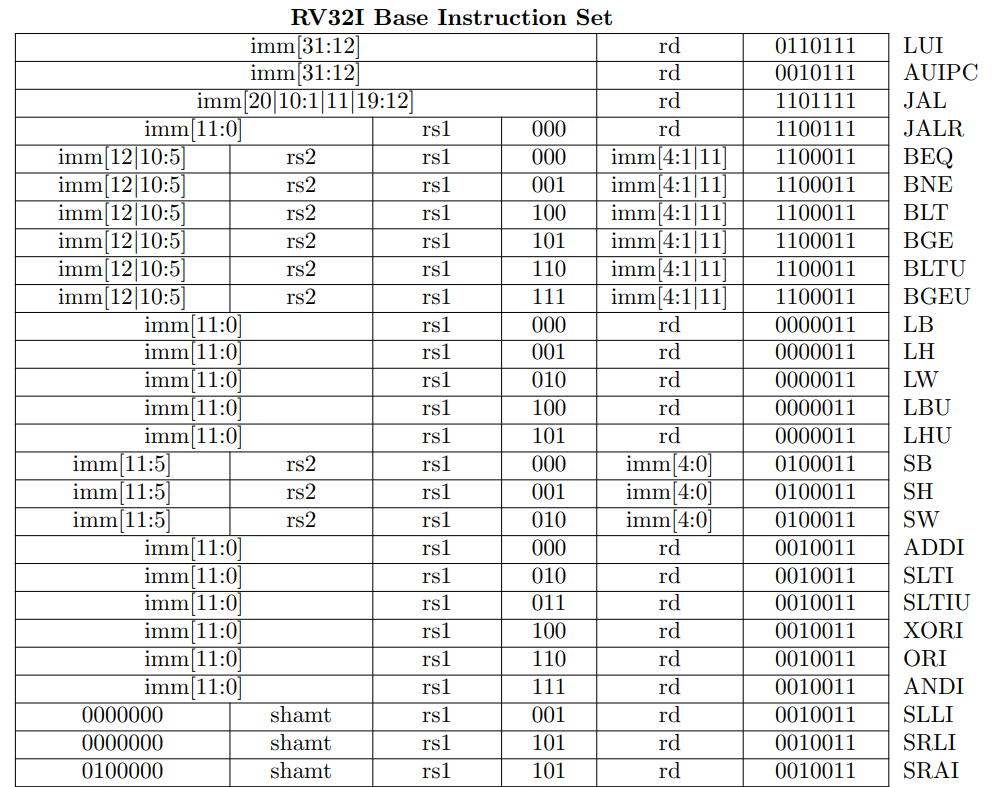 RV32I Base Instruction Set
imm[31:12] rd 0110111 LUI
imm[31:12] rd 0010111 AUIPC
imm[20|10:1|11|19:12] rd 1101111 JAL
imm[11:0] rs1 000 rd 1100111 JALR
imm[12|10:5] rs2 rs1 000 imm[4:1|11] 1100011 BEQ
imm[12|10:5] rs2 rs1 001 imm[4:1|11] 1100011 BNE
imm[12|10:5] rs2 rs1 100 imm[4:1|11] 1100011 BLT
imm[12|10:5] rs2 rs1 101 imm[4:1|11] 1100011 BGE
imm[12|10:5] rs2 rs1 110 imm[4:1|11] 1100011 BLTU
imm[12|10:5] rs2 rs1 111 imm[4:1|11] 1100011 BGEU
imm[11:0] rs1 000 rd 0000011 LB
imm[11:0] rs1 001 rd 0000011 LH
imm[11:0] rs1 010 rd 0000011 LW
imm[11:0] rs1 100 rd 0000011 LBU
imm[11:0] rs1 101 rd 0000011 LHU
imm[11:5] rs2 rs1 000 imm[4:0] 0100011 SB
imm[11:5] rs2 rs1 001 imm[4:0] 0100011 SH
imm[11:5] rs2 rs1 010 imm[4:0] 0100011 SW
imm[11:0] rs1 000 rd 0010011 ADDI
imm[11:0] rs1 010 rd 0010011 SLTI
imm[11:0] rs1 011 rd 0010011 SLTIU
imm[11:0] rs1 100 rd 0010011 XORI
imm[11:0] rs1 110 rd 0010011 ORI
imm[11:0] rs1 111 rd 0010011 ANDI
0000000 shamt rs1 001 rd 0010011 SLLI
0000000 shamt rs1 101 rd 0010011 SRLI
0100000 shamt rs1 101 rd 0010011 SRAI